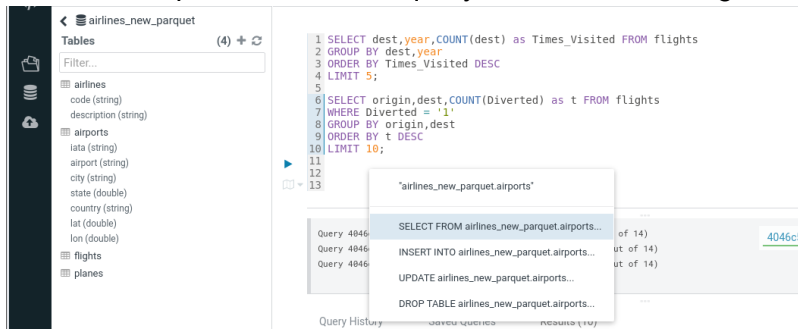 airlines_new_parquet
Tables (4)
Filter...
airlines
code (string)
description (string)
airports
iata (string)
airport (string)
city (string)
state (double)
country (string)
lat (double)
lon (double)
flights
planes
1 SELECT dest,year,COUNT(dest) as Times_Visited FROM flights
2 GROUP BY dest,year
3 ORDER BY Times_Visited DESC
4 LIMIT 5;
5
6 SELECT origin,dest,COUNT(Diverted) as t FROM flights
7 WHERE Diverted = '1'
8 GROUP BY origin,dest
9 ORDER BY t DESC
10 LIMIT 10;
11
12
13
"airlines_new_parquet.airports"
SELECT FROM airlines_new_parquet.airports...
INSERT INTO airlines_new_parquet.airports...
UPDATE airlines_new_parquet.airports...
DROP TABLE airlines_new_parquet.airports...
Query 4046 of 14)
Query 4046 ut of 14)
Query 4046 ut of 14)
Query History Saved Queries Results (10)